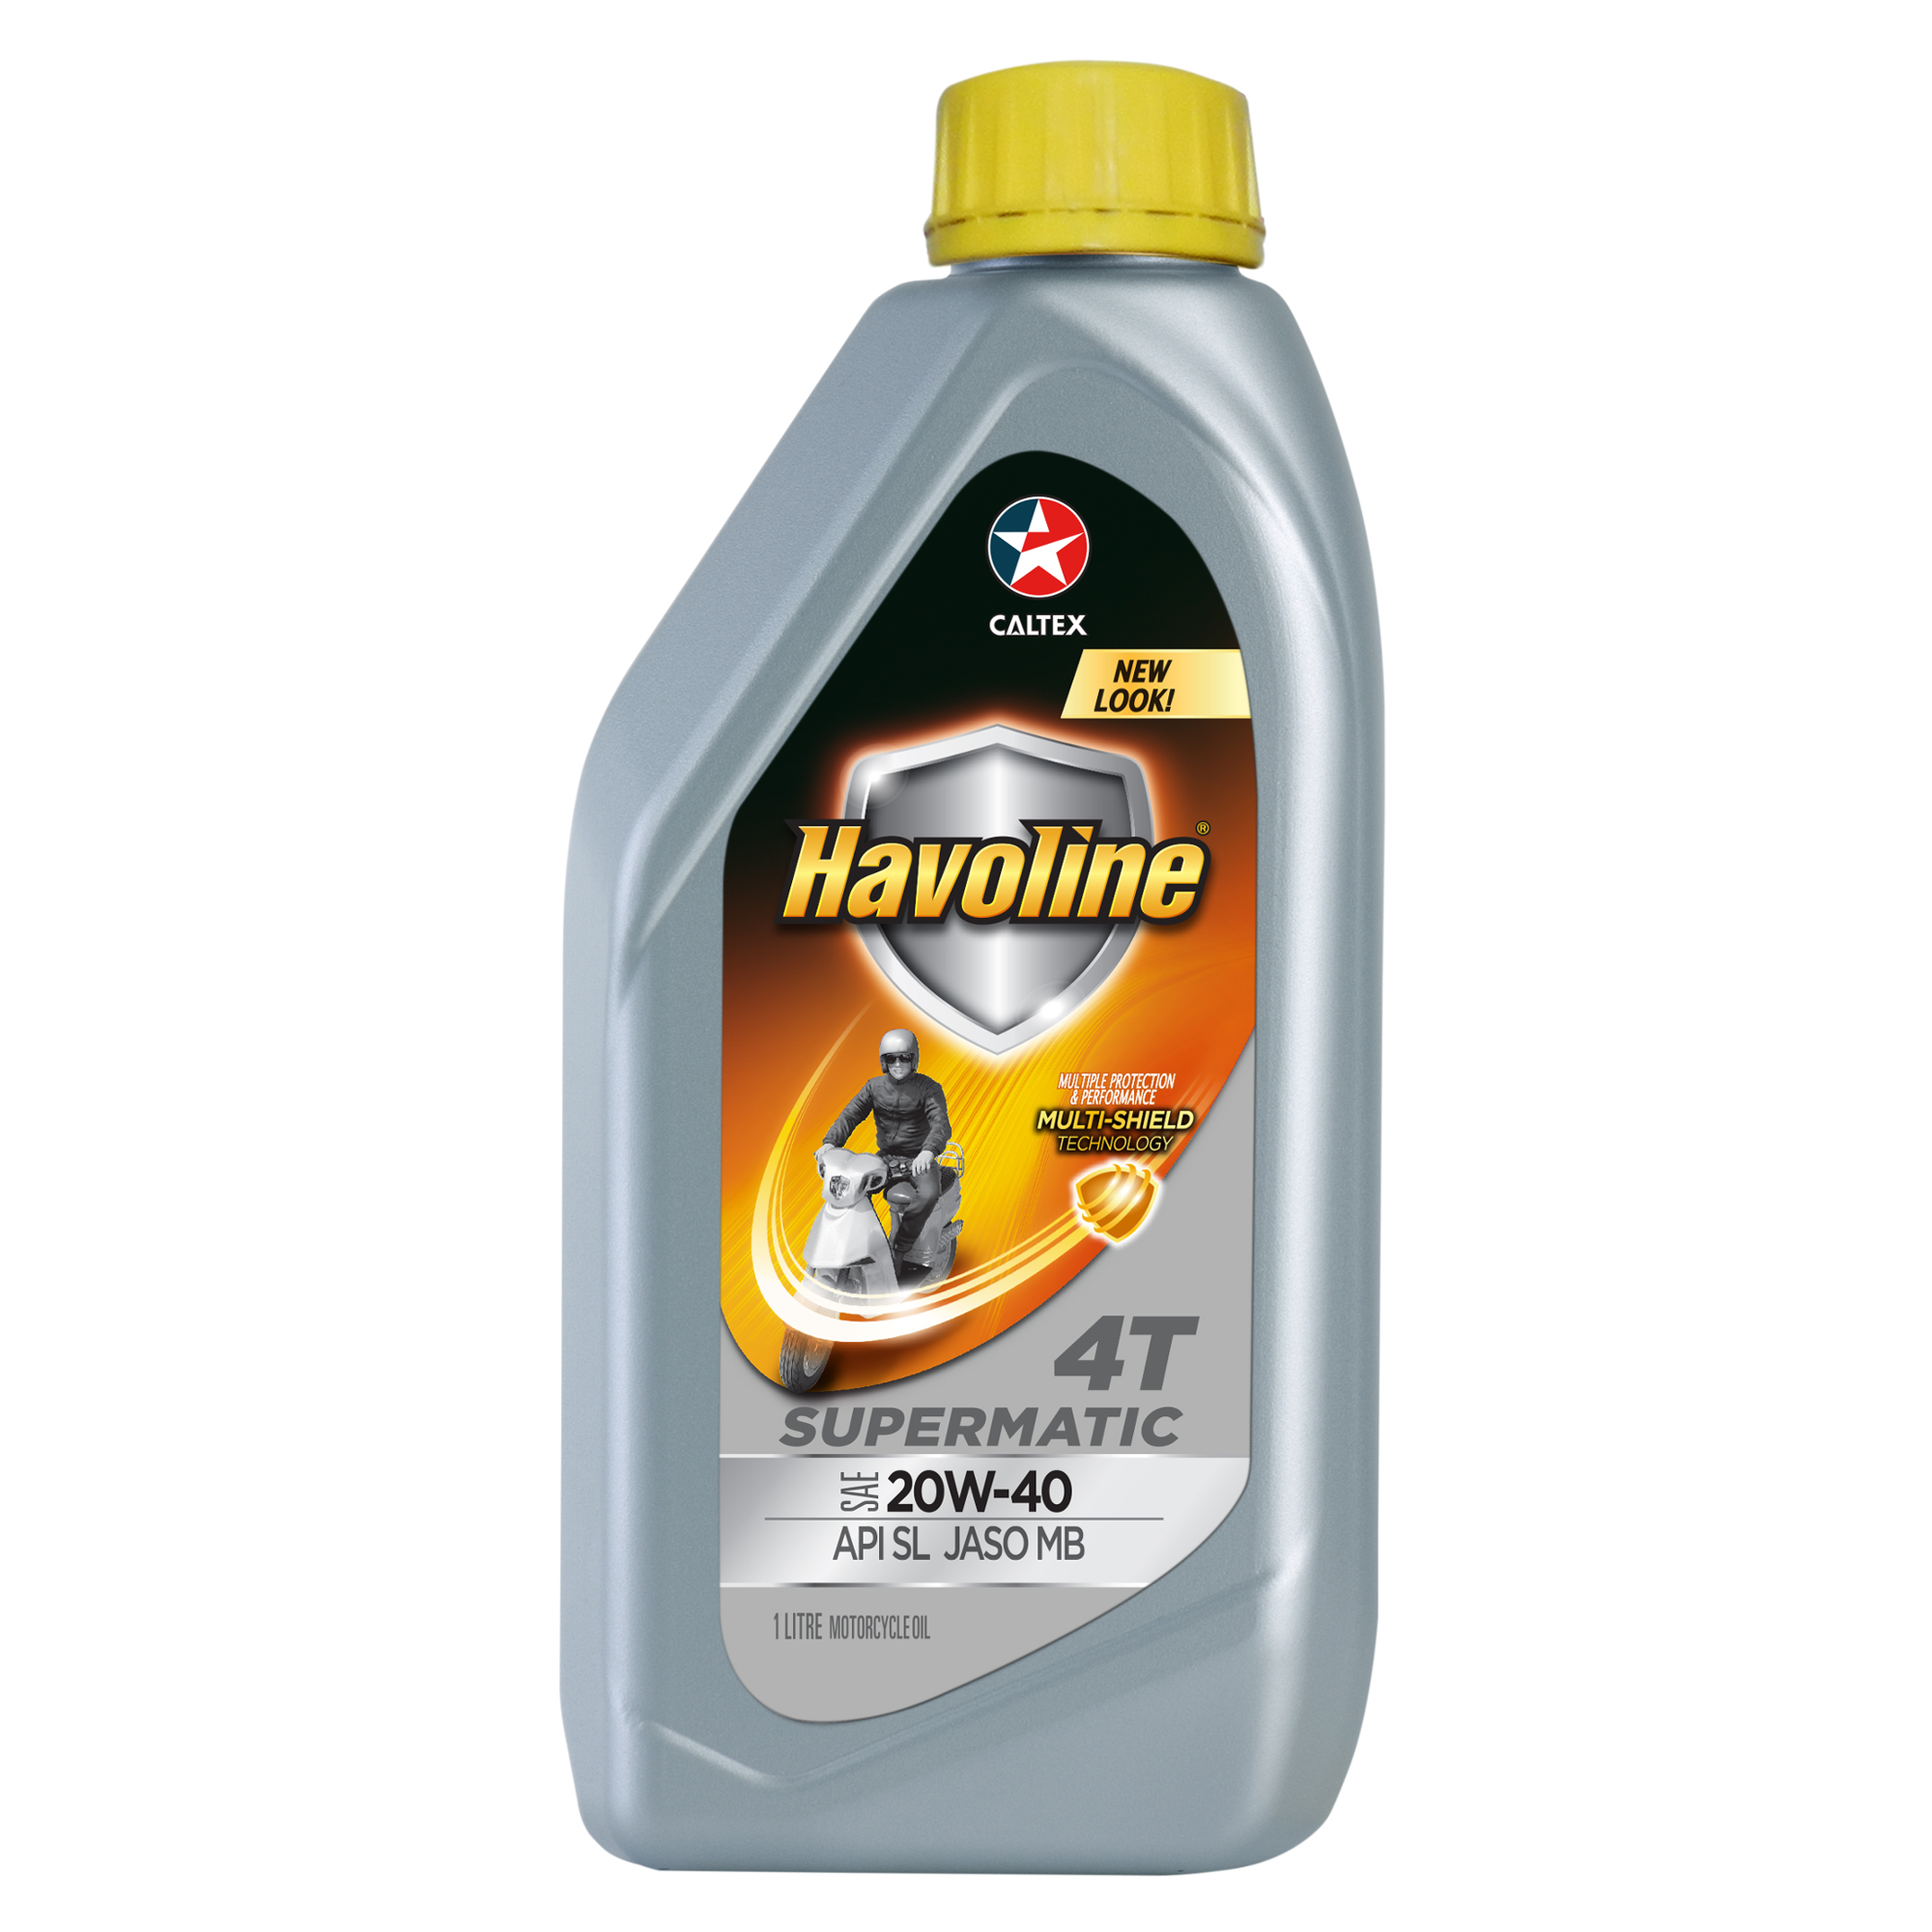 CALTEX
NEW
LOOK!
Havoline®
MULTIPLE PROTECTION
& PERFORMANCE
MULTI-SHIELD
TECHNOLOGY
4T
SUPERMATIC
SAE 20W-40
API SL JASO MB
1 LITRE MOTORCYCLE OIL